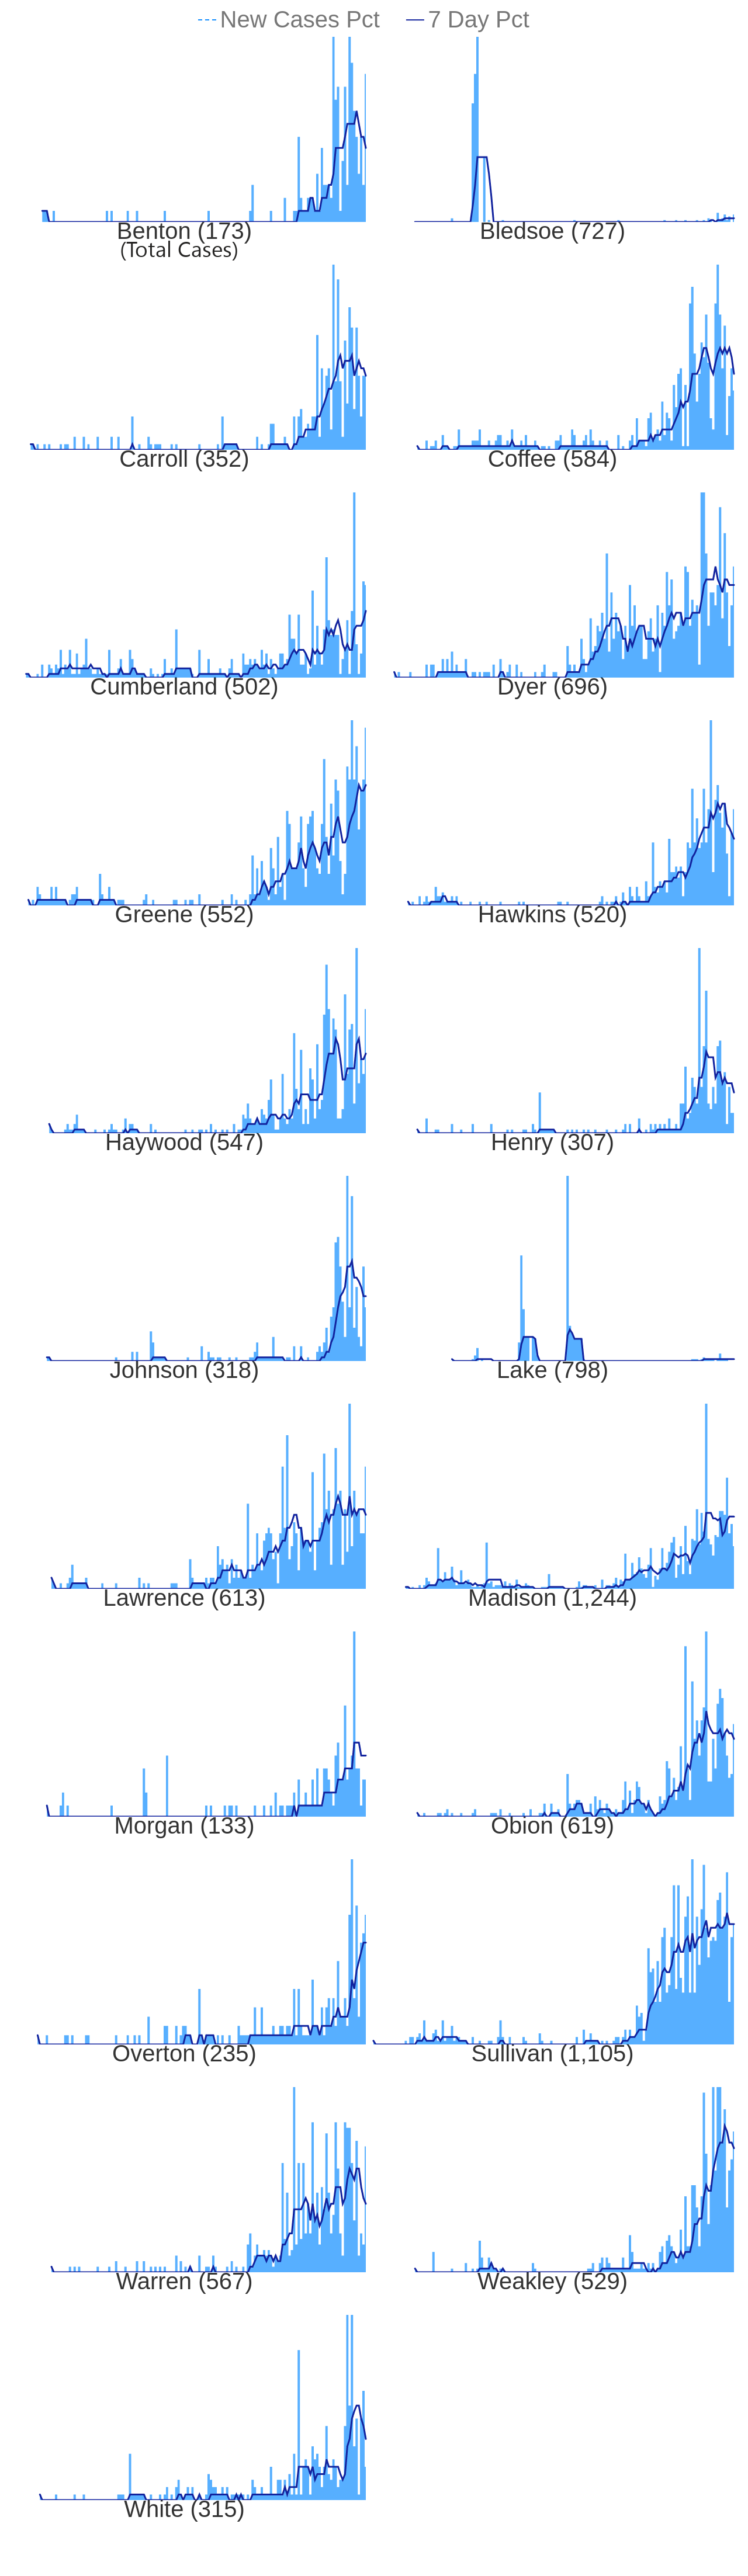 New Cases Pct 7 Day Pct
Benton (173) Bledsoe (727)
(Total Cases)
Carroll (352) Coffee (584)
Cumberland (502) Dyer (696)
Greene (552) Hawkins (520)
Haywood (547) Henry (307)
Johnson (318) Lake (798)
Lawrence (613) Madison (1,244)
Morgan (133) Obion (619)
Overton (235) Sullivan (1,105)
Warren (567) Weakley (529)
White (315)